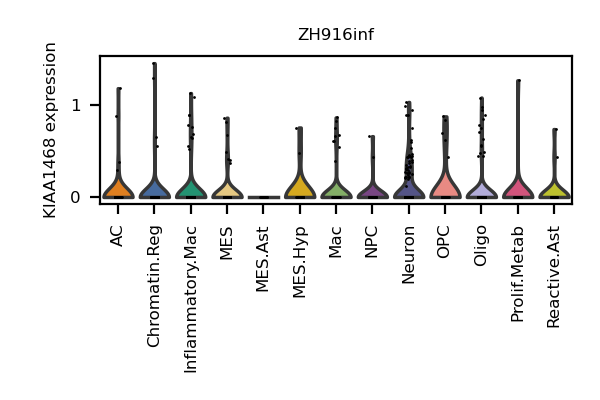 ZH916inf
KIAA1468 expression
1
0
AC
Chromatin.Reg
Inflammatory.Mac
MES
MES.Ast
MES.Hyp
Mac
NPC
Neuron
OPC
Oligo
Prolif.Metab
Reactive.Ast